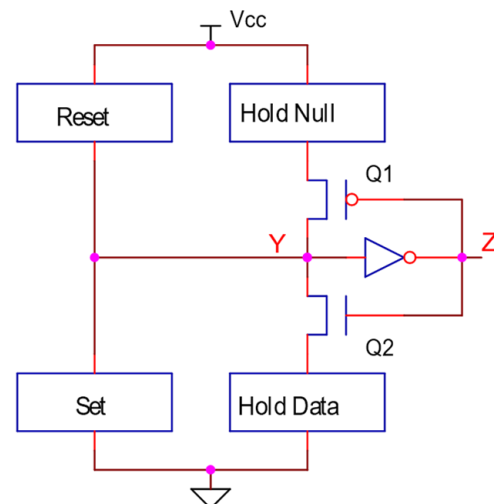 Vcc
Reset
Hold Null
Q1
Y
Z
Q2
Set
Hold Data